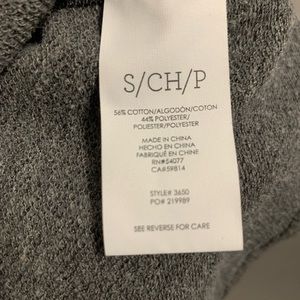 S/CH/P
56% COTTON/ALGODÓN/COTON
44% POLYESTER/
POLIÉSTER/POLYESTER
MADE IN CHINA
HECHO EN CHINA
FABRIQUÉ EN CHINE
RN#54077
CA#59814
STYLE# 3650
PO# 219989
SEE REVERSE FOR CARE